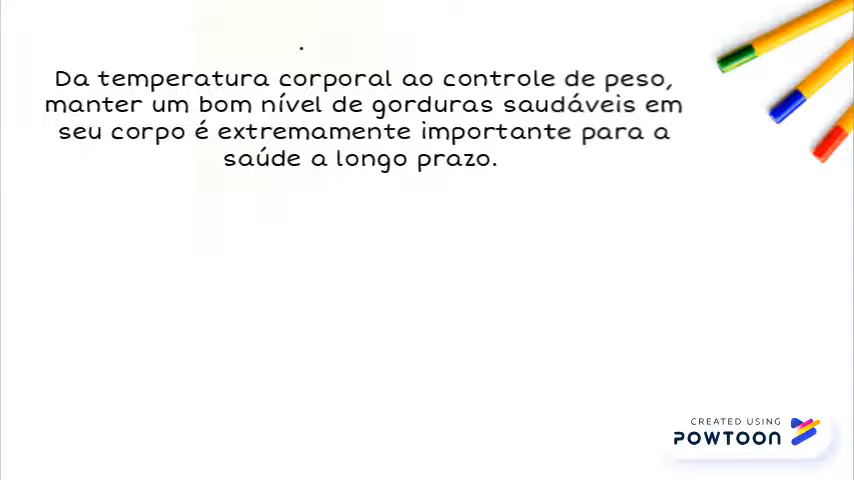 .
Da temperatura corporal ao controle de peso,
manter um bom nível de gorduras saudáveis em
seu corpo é extremamente importante para a
saúde a longo prazo.
CREATED USING
POWTOON